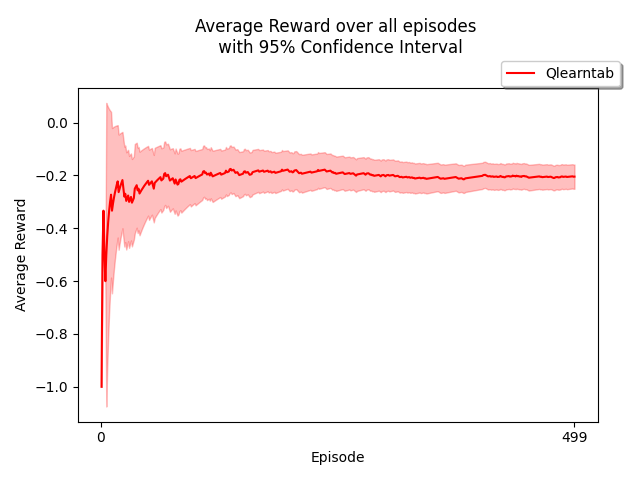 Average Reward over all episodes
with 95% Confidence Interval
Qlearntab
0.0
−0.2
−0.4
−0.6
−0.8
−1.0
Average Reward
0
499
Episode